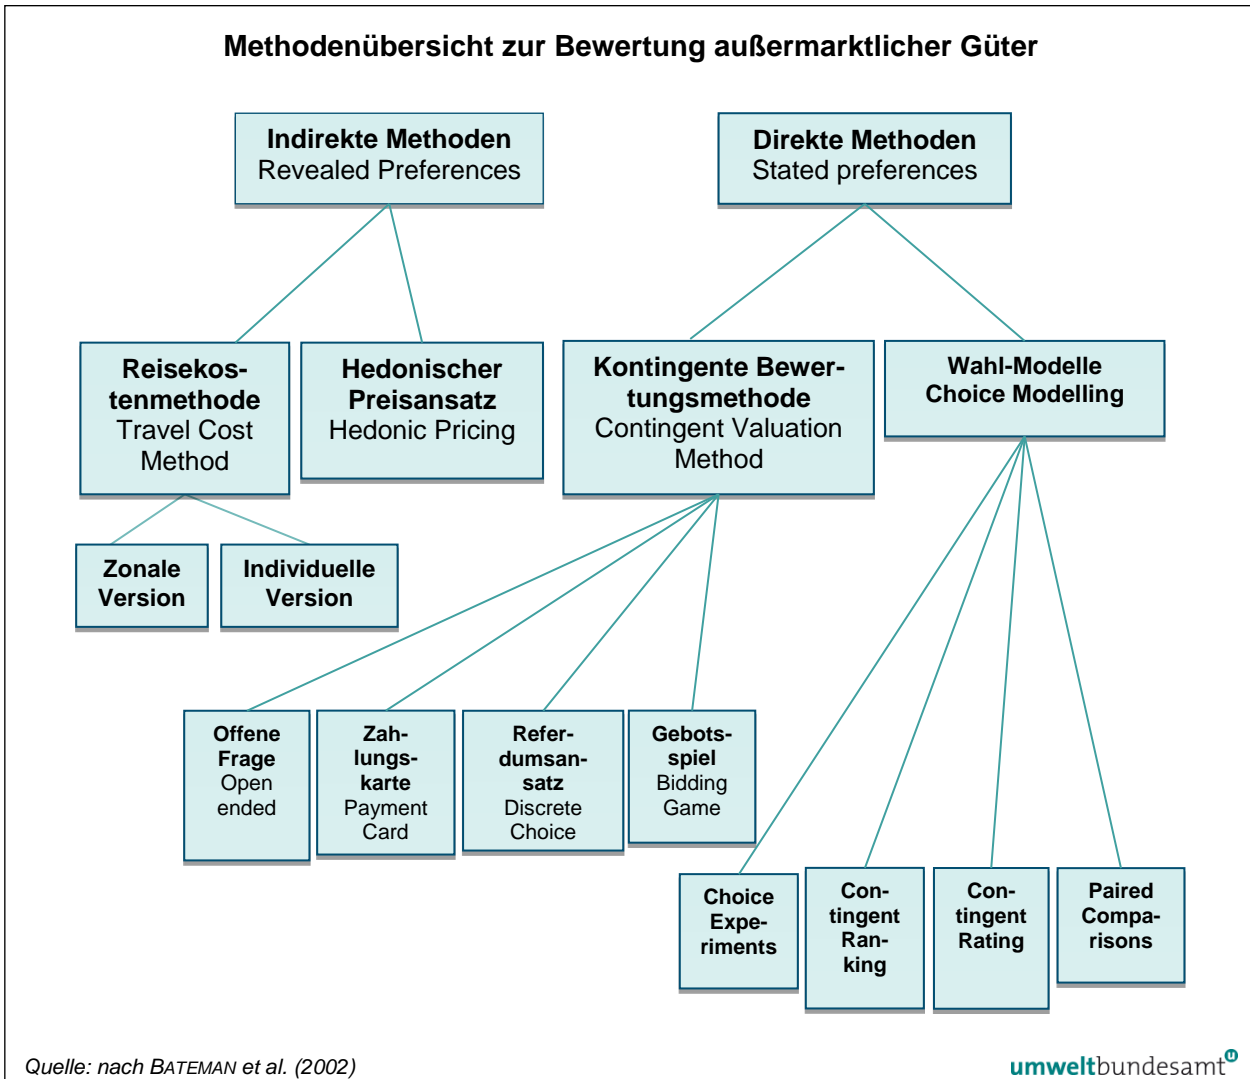 Methodenübersicht zur Bewertung außermarktlicher Güter
Indirekte Methoden
Revealed Preferences
Direkte Methoden
Stated preferences
Reisekos-
tenmethode
Travel Cost
Method
Hedonischer
Preisansatz
Hedonic Pricing
Kontingente Bewer-
tungsmethode
Contingent Valuation
Method
Wahl-Modelle
Choice Modelling
Zonale
Version
Individuelle
Version
Offene
Frage
Open
ended
Zah-
lungs-
karte
Payment
Card
Refer-
dumsan-
satz
Discrete
Choice
Gebots-
spiel
Bidding
Game
Choice
Expe-
riments
Con-
tingent
Ran-
king
Con-
tingent
Rating
Paired
Compa-
risons
Quelle: nach BATEMAN et al. (2002)
umweltbundesamt